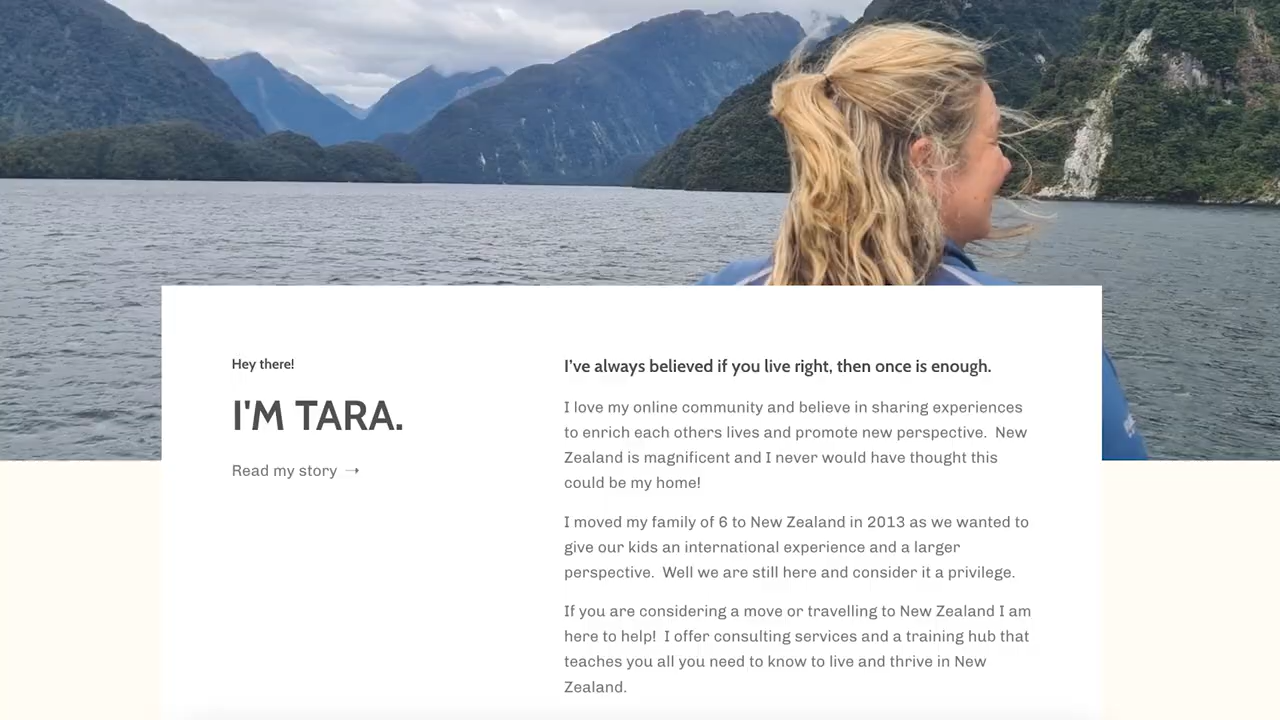 Hey there!
I'M TARA.
Read my story →
I've always believed if you live right, then once is enough.
I love my online community and believe in sharing experiences
to enrich each others lives and promote new perspective.  New
Zealand is magnificent and I never would have thought this
could be my home!
I moved my family of 6 to New Zealand in 2013 as we wanted to
give our kids an international experience and a larger
perspective.  Well we are still here and consider it a privilege.
If you are considering a move or travelling to New Zealand I am
here to help!  I offer consulting services and a training hub that
teaches you all you need to know to live and thrive in New
Zealand.